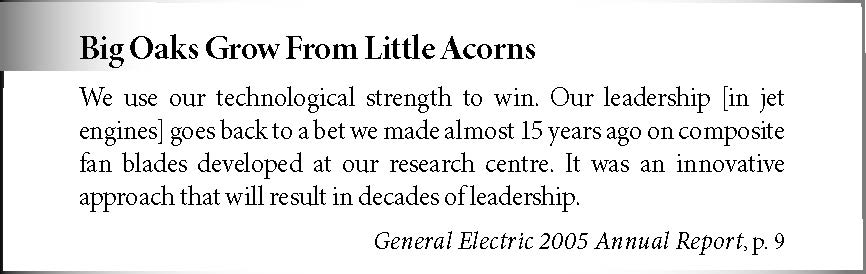 Big Oaks Grow From Little Acorns
We use our technological strength to win. Our leadership [in jet
engines] goes back to a bet we made almost 15 years ago on composite
fan blades developed at our research centre. It was an innovative
approach that will result in decades of leadership.
General Electric 2005 Annual Report, p. 9